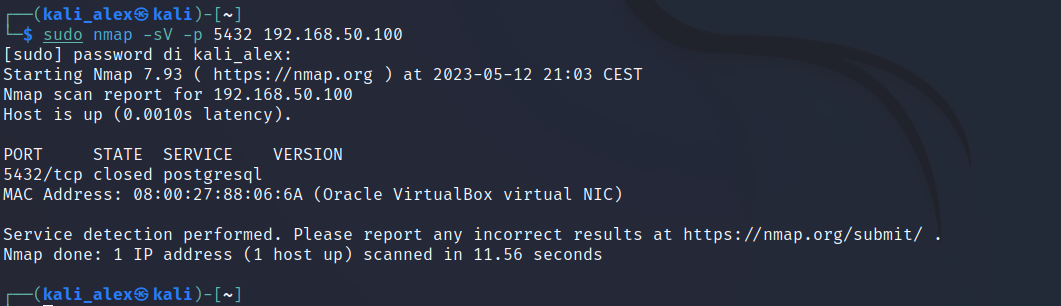 ┌──(kali_alex㉿kali)-[~]
└─$ sudo nmap -sV -p 5432 192.168.50.100
[sudo] password di kali_alex:
Starting Nmap 7.93 ( https://nmap.org ) at 2023-05-12 21:03 CEST
Nmap scan report for 192.168.50.100
Host is up (0.0010s latency).

PORT     STATE  SERVICE    VERSION
5432/tcp closed postgresql
MAC Address: 08:00:27:88:06:6A (Oracle VirtualBox virtual NIC)

Service detection performed. Please report any incorrect results at https://nmap.org/submit/ .
Nmap done: 1 IP address (1 host up) scanned in 11.56 seconds

┌──(kali_alex㉿kali)-[~]